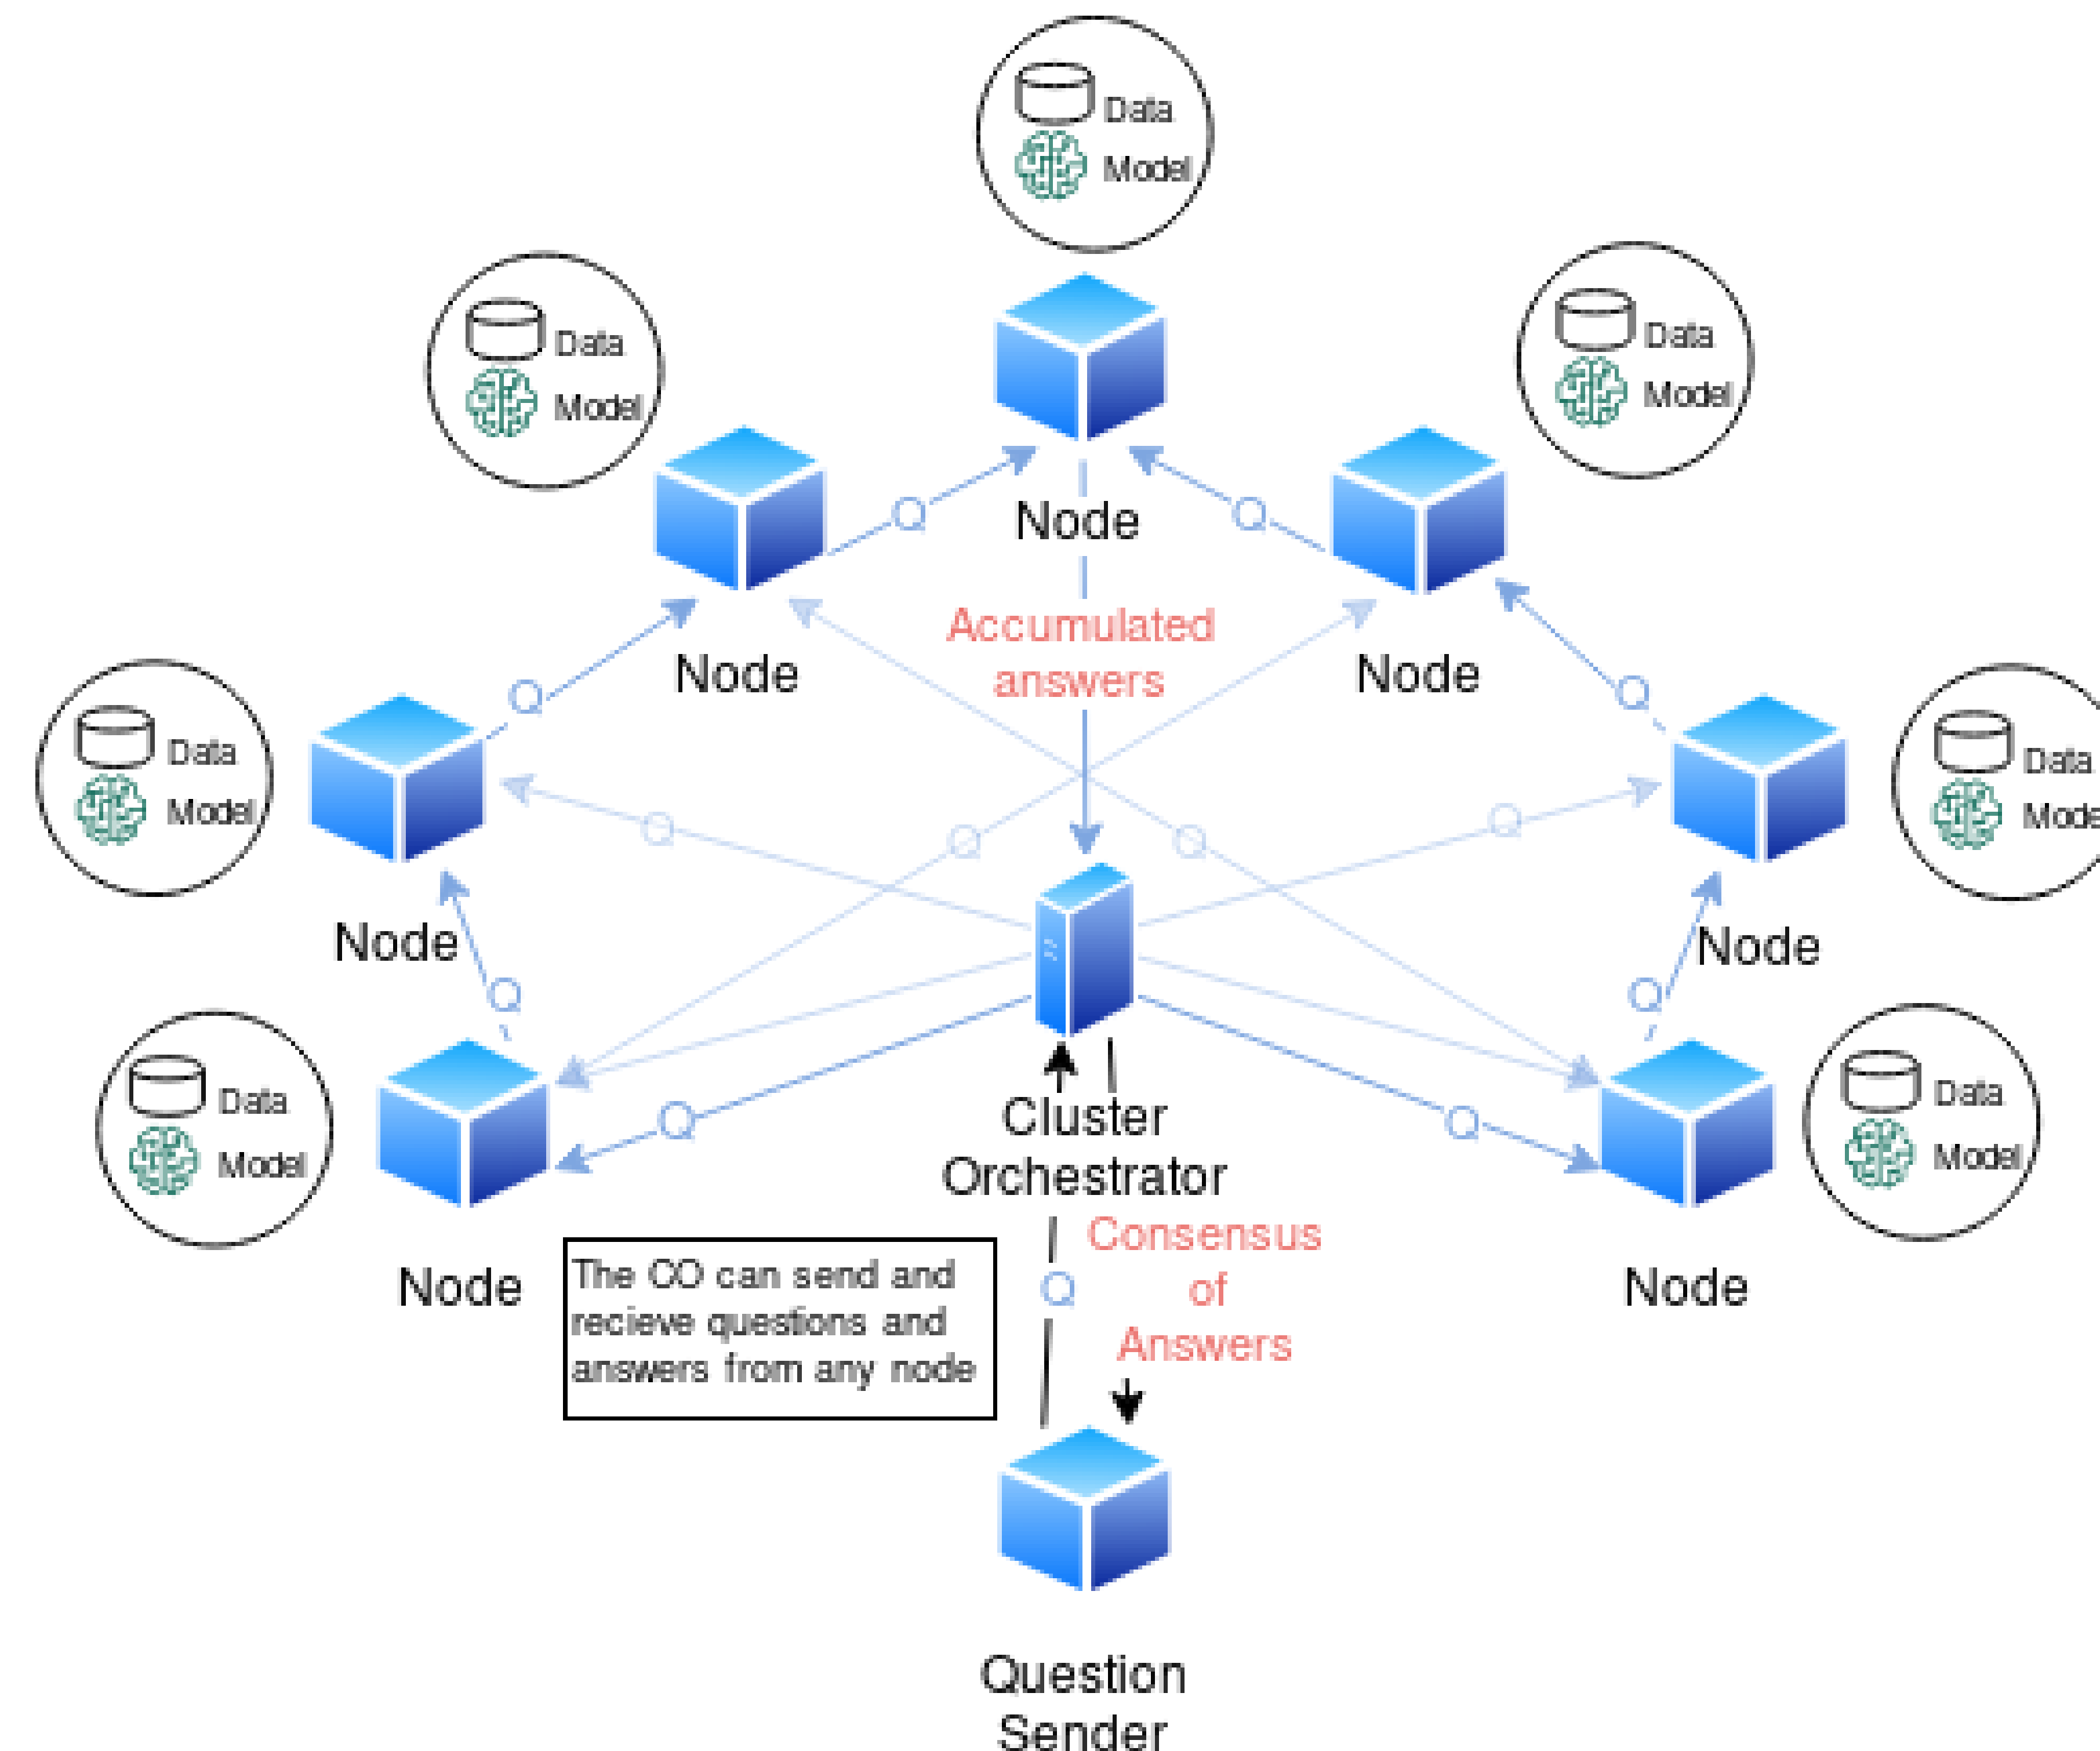 Data
Model
Data
Model
Data
Model
Q
Node
Q
Accumulated
answers
Node
Node
Q
Q
Data
Model
Data
Mode
Q
Q
Q
Q
Node
Node
Q
Q
Data
Model
Data
Model
Q
Q
Cluster
Orchestrator
Consensus
of
Answers
Q
Node
Node
The CO can send and
recieve questions and
answers from any node
Question
Sender